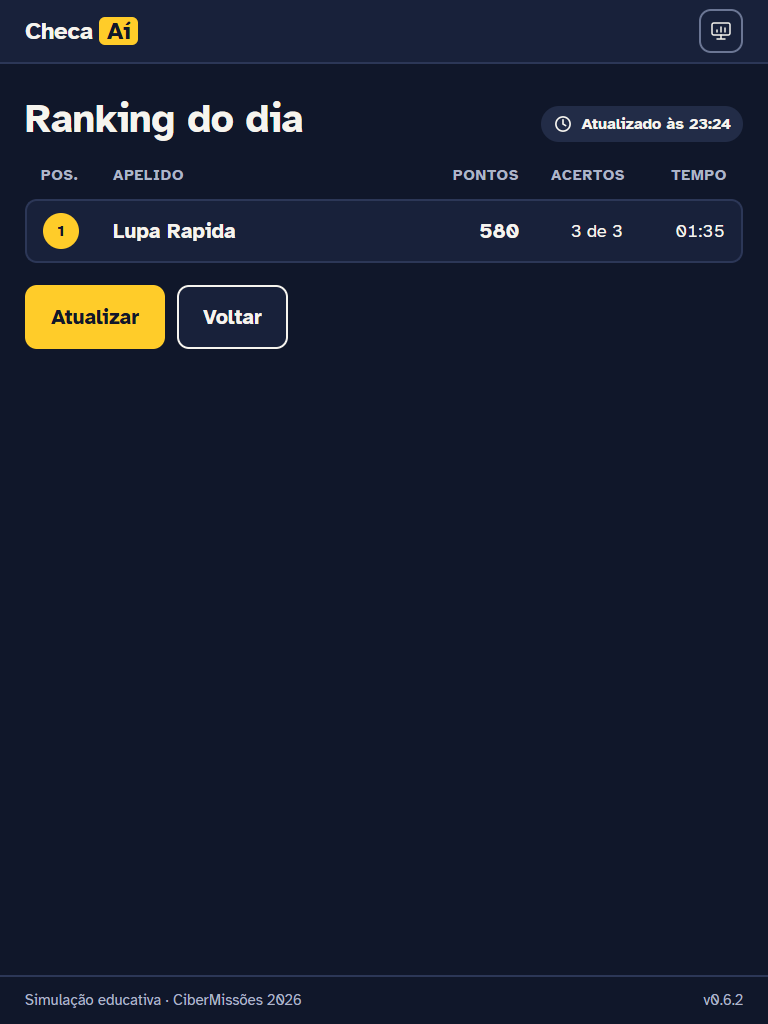 Checa Aí
Ranking do dia
Atualizado às 23:24
POS. APELIDO PONTOS ACERTOS TEMPO
1 Lupa Rapida 580 3 de 3 01:35
Atualizar Voltar
Simulação educativa · CiberMissões 2026 v0.6.2